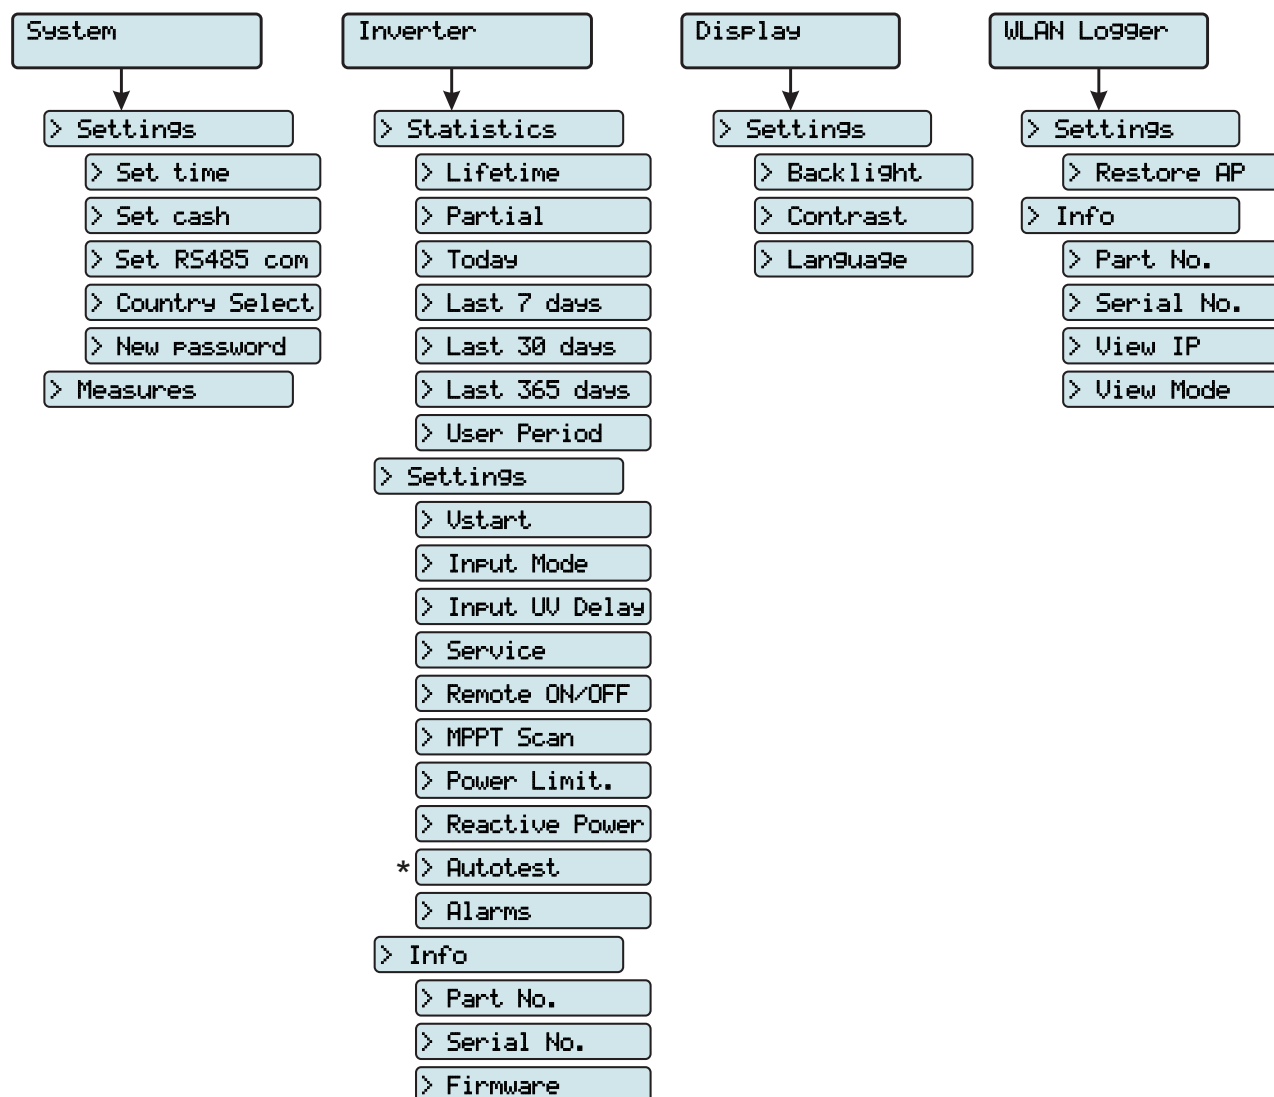 System
> Settings
> Set time
> Set cash
> Set RS485 com
> Country Select
> New password
> Measures
Inverter
> Statistics
> Lifetime
> Partial
> Today
> Last 7 days
> Last 30 days
> Last 365 days
> User Period
> Settings
> Vstart
> Input Mode
> Input UV Delay
> Service
> Remote ON/OFF
> MPPT Scan
> Power Limit.
> Reactive Power
* > Autotest
> Alarms
> Info
> Part No.
> Serial No.
> Firmware
Display
> Settings
> Backlight
> Contrast
> Language
WLAN Logger
> Settings
> Restore AP
> Info
> Part No.
> Serial No.
> View IP
> View Mode